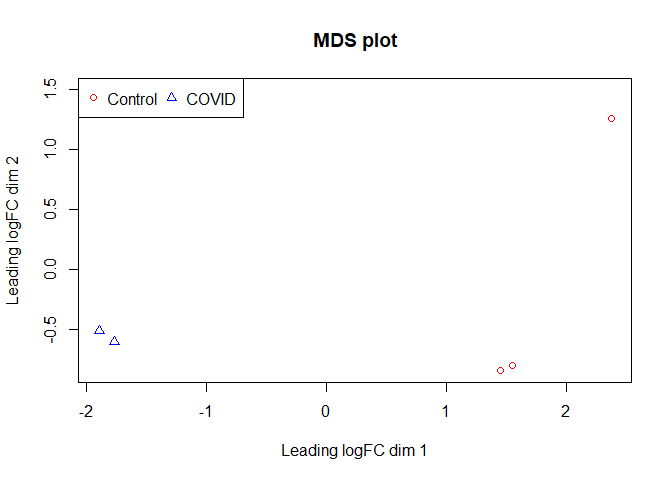 MDS plot
Control COVID
1.5
1.0
0.5
0.0
-0.5
Leading logFC dim 2
-2 -1 0 1 2
Leading logFC dim 1